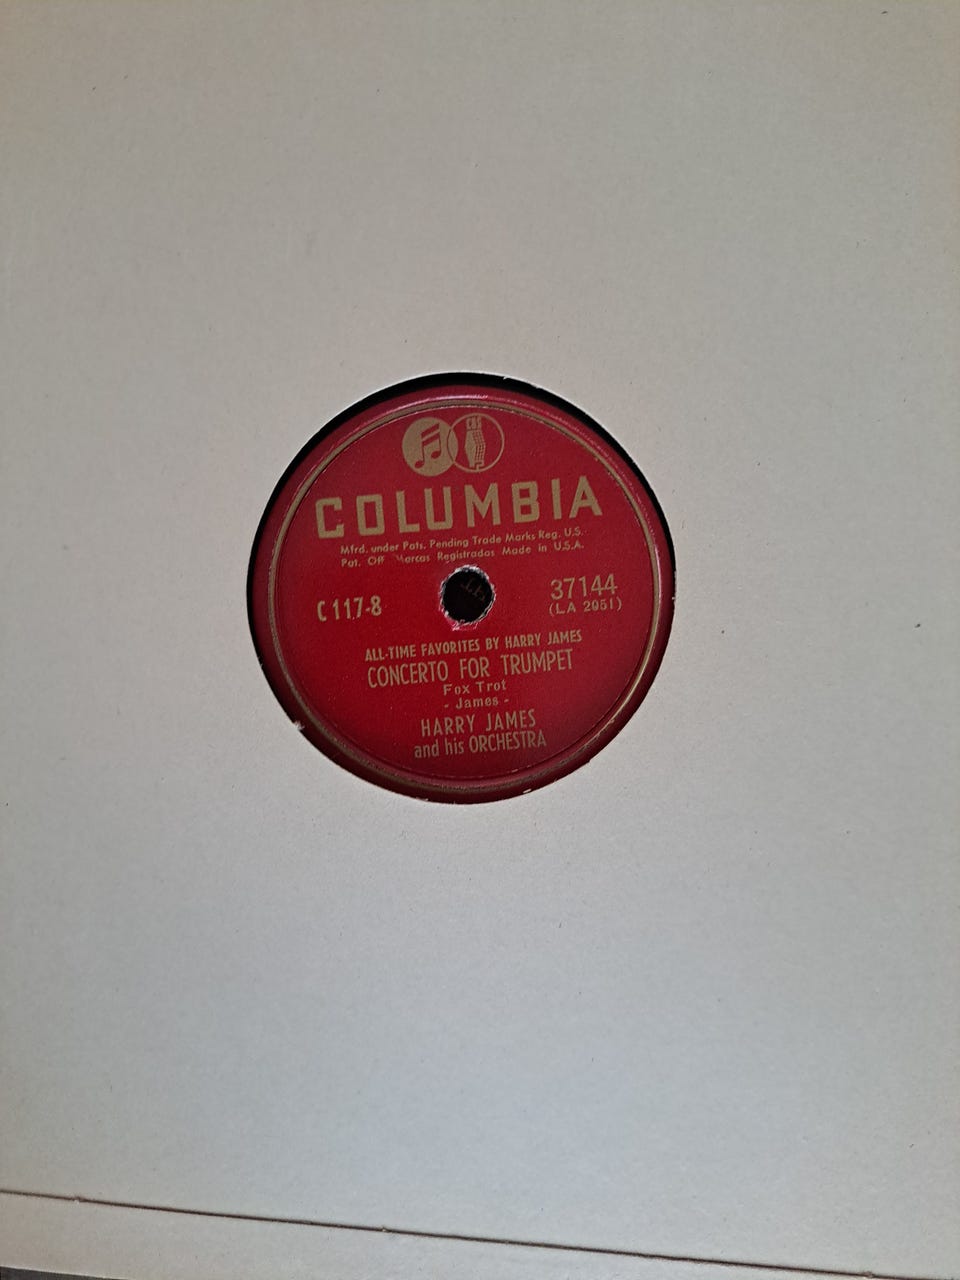 CBS
COLUMBIA
Mfrd. under Pats. Pending Trade Marks Reg. U.S.
Pat. Off Marcas Registradas Made in U.S.A.
C 117-8
37144
(LA 2051)
ALL-TIME FAVORITES BY HARRY JAMES
CONCERTO FOR TRUMPET
Fox Trot
- James -
HARRY JAMES
and his ORCHESTRA